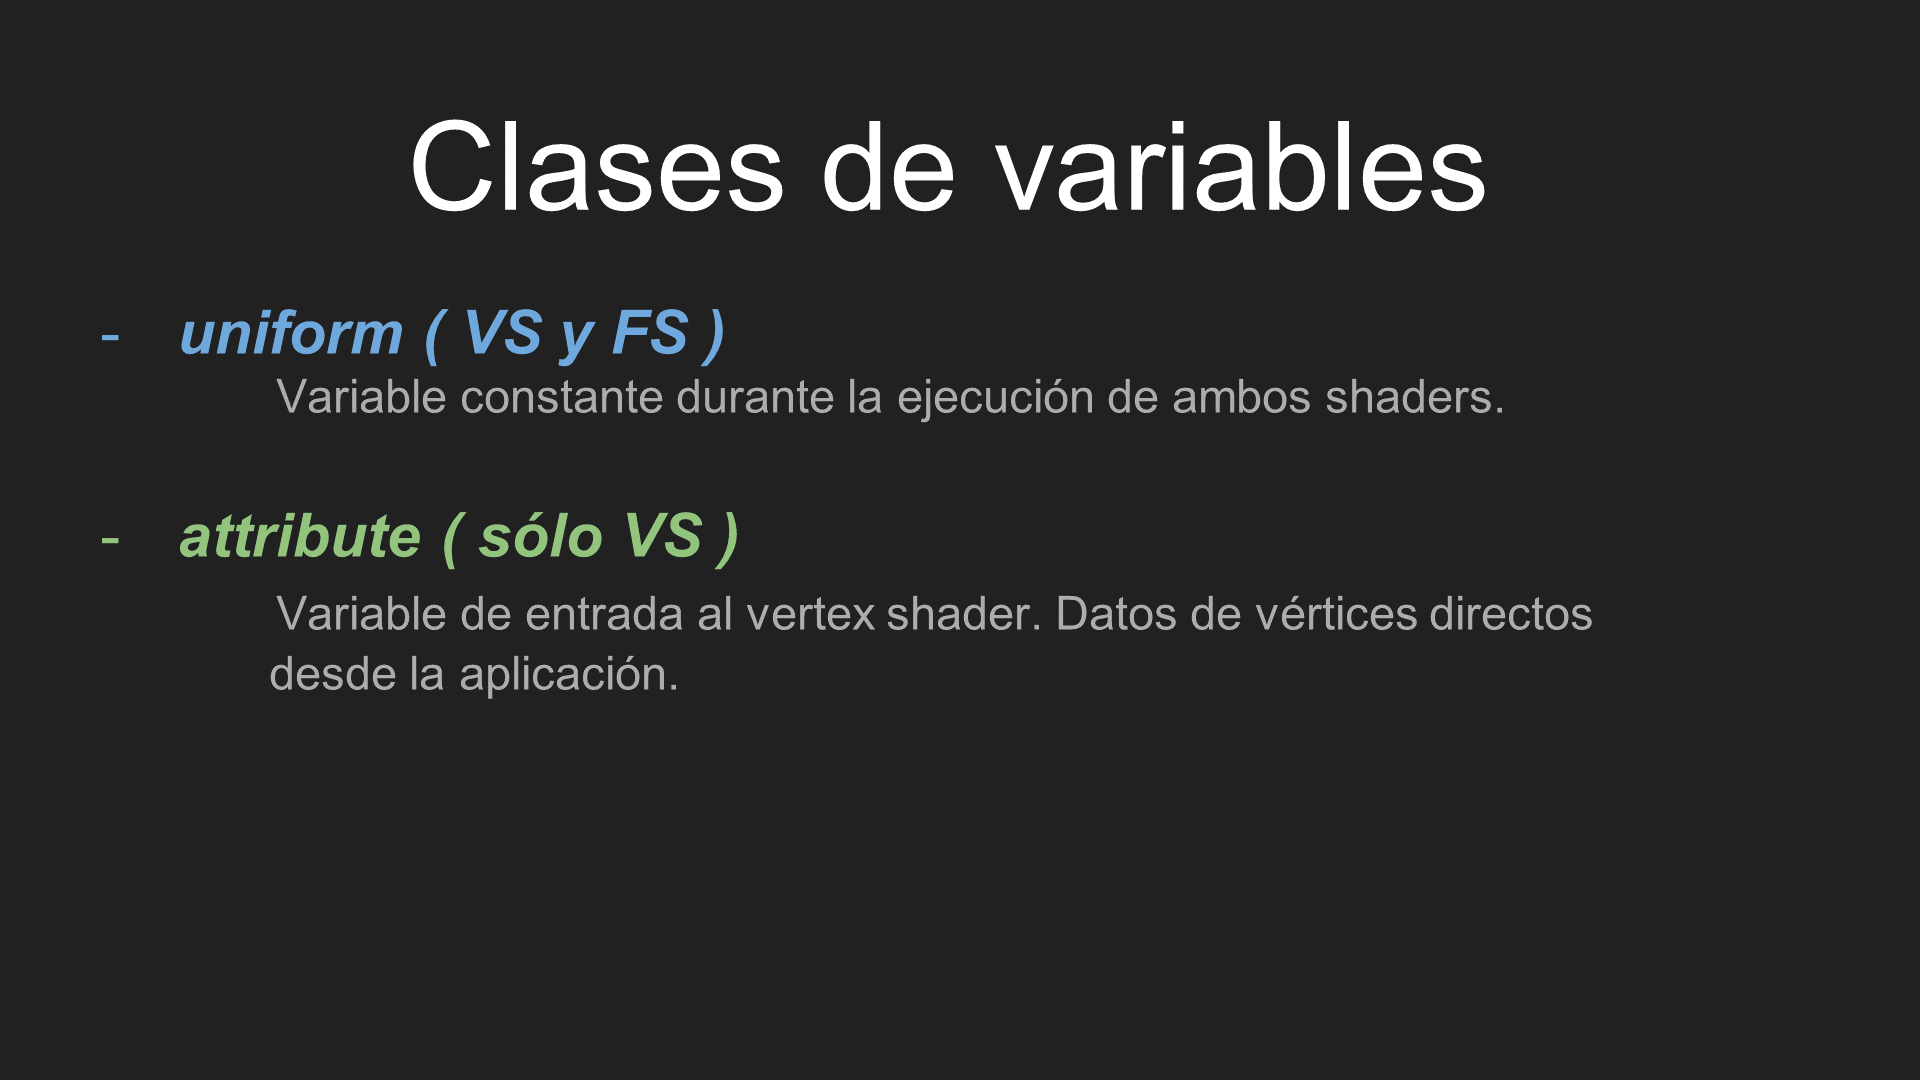 Clases de variables
- uniform ( VS y FS )
Variable constante durante la ejecución de ambos shaders.
- attribute ( sólo VS )
Variable de entrada al vertex shader. Datos de vértices directos
desde la aplicación.